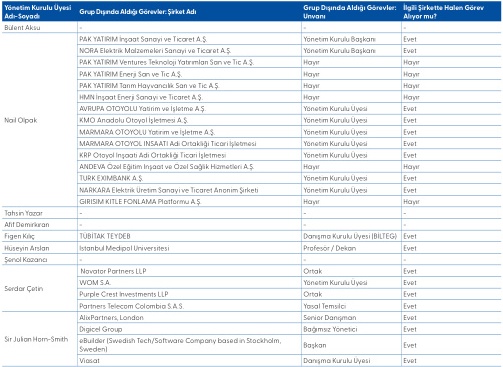 Yönetim Kurulu Üyesi Adı-Soyadı | Grup Dışında Aldığı Görevler: Şirket Adı | Grup Dışında Aldığı Görevler: Unvanı | İlgili Şirkette Halen Görev Alıyor mu?
Bülent Aksu | - | - | -
Nail Olpak | PAK YATIRIM İnşaat Sanayi ve Ticaret A.Ş. | Yönetim Kurulu Başkanı | Evet
NORA Elektrik Malzemeleri Sanayi ve Ticaret A.Ş. | Yönetim Kurulu Başkanı | Evet
PAK YATIRIM Ventures Teknoloji Yatırımları San ve Tic A.Ş. | Hayır | Hayır
PAK YATIRIM Enerji San ve Tic A.Ş. | Hayır | Hayır
PAK YATIRIM Tarım Hayvancılık San ve Tic A.Ş. | Hayır | Hayır
HMN İnşaat Enerji Sanayi ve Ticaret A.Ş. | Hayır | Hayır
AVRUPA OTOYOLU Yatırım ve İşletme A.Ş. | Yönetim Kurulu Üyesi | Evet
KMO Anadolu Otoyol İşletmesi A.Ş. | Yönetim Kurulu Üyesi | Evet
MARMARA OTOYOLU Yatırım ve İşletme A.Ş. | Yönetim Kurulu Üyesi | Evet
MARMARA OTOYOL INSAATI Adi Ortaklığı Ticari İşletmesi | Yönetim Kurulu Üyesi | Evet
KRP Otoyol İnşaatı Adi Ortaklığı Ticari İşletmesi | Yönetim Kurulu Üyesi | Evet
ANDEVA Özel Eğitim İnşaat ve Özel Sağlık Hizmetleri A.Ş. | Hayır | Hayır
TÜRK EXIMBANK A.Ş. | Yönetim Kurulu Üyesi | Evet
NARKARA Elektrik Üretim Sanayi ve Ticaret Anonim Şirketi | Yönetim Kurulu Üyesi | Evet
GIRISIM KITLE FONLAMA Platformu A.Ş. | Hayır | Hayır
Tahsin Yazar | - | - | -
Afif Demirkıran | - | - | -
Figen Kılıç | TÜBİTAK TEYDEB | Danışma Kurulu Üyesi (BİLTEG) | Evet
Hüseyin Arslan | İstanbul Medipol Üniversitesi | Profesör / Dekan | Evet
Şenol Kazancı | - | - | -
Serdar Çetin | Novator Partners LLP | Ortak | Evet
WOM S.A. | Yönetim Kurulu Üyesi | Evet
Purple Crest Investments LLP | Ortak | Evet
Partners Telecom Colombia S.A.S. | Yasal Temsilci | Evet
Sir Julian Horn-Smith | AlixPartners, London | Senior Danışman | Evet
Digicel Group | Bağımsız Yönetici | Evet
eBuilder (Swedish Tech/Software Company based in Stockholm, Sweden) | Başkan | Evet
Viasat | Danışma Kurulu Üyesi | Evet